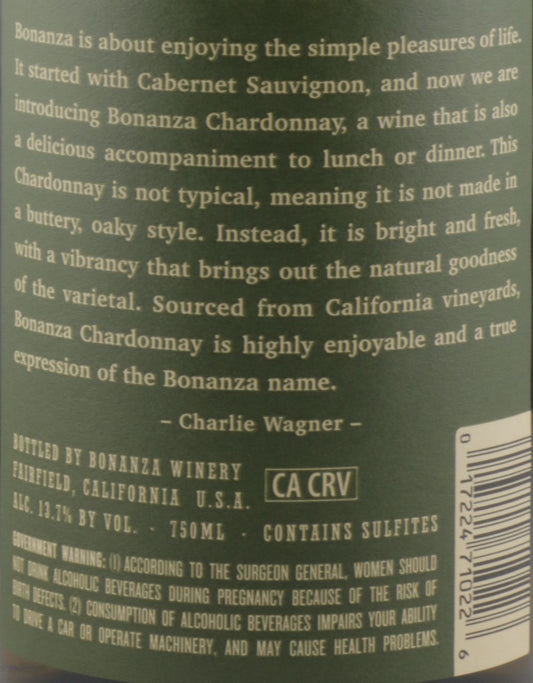 Bonanza is about enjoying the simple pleasures of life.
It started with Cabernet Sauvignon, and now we are
introducing Bonanza Chardonnay, a wine that is also
a delicious accompaniment to lunch or dinner. This
Chardonnay is not typical, meaning it is not made in
a buttery, oaky style. Instead, it is bright and fresh,
with a vibrancy that brings out the natural goodness
of the varietal. Sourced from California vineyards,
Bonanza Chardonnay is highly enjoyable and a true
expression of the Bonanza name.
– Charlie Wagner –
BOTTLED BY BONANZA WINERY
FAIRFIELD, CALIFORNIA U.S.A.
CA CRV
ALC. 13.7% BY VOL. · 750ML · CONTAINS SULFITES
GOVERNMENT WARNING: (1) ACCORDING TO THE SURGEON GENERAL, WOMEN SHOULD
NOT DRINK ALCOHOLIC BEVERAGES DURING PREGNANCY BECAUSE OF THE RISK OF
BIRTH DEFECTS. (2) CONSUMPTION OF ALCOHOLIC BEVERAGES IMPAIRS YOUR ABILITY
TO DRIVE A CAR OR OPERATE MACHINERY, AND MAY CAUSE HEALTH PROBLEMS.
0 17224 71022 6